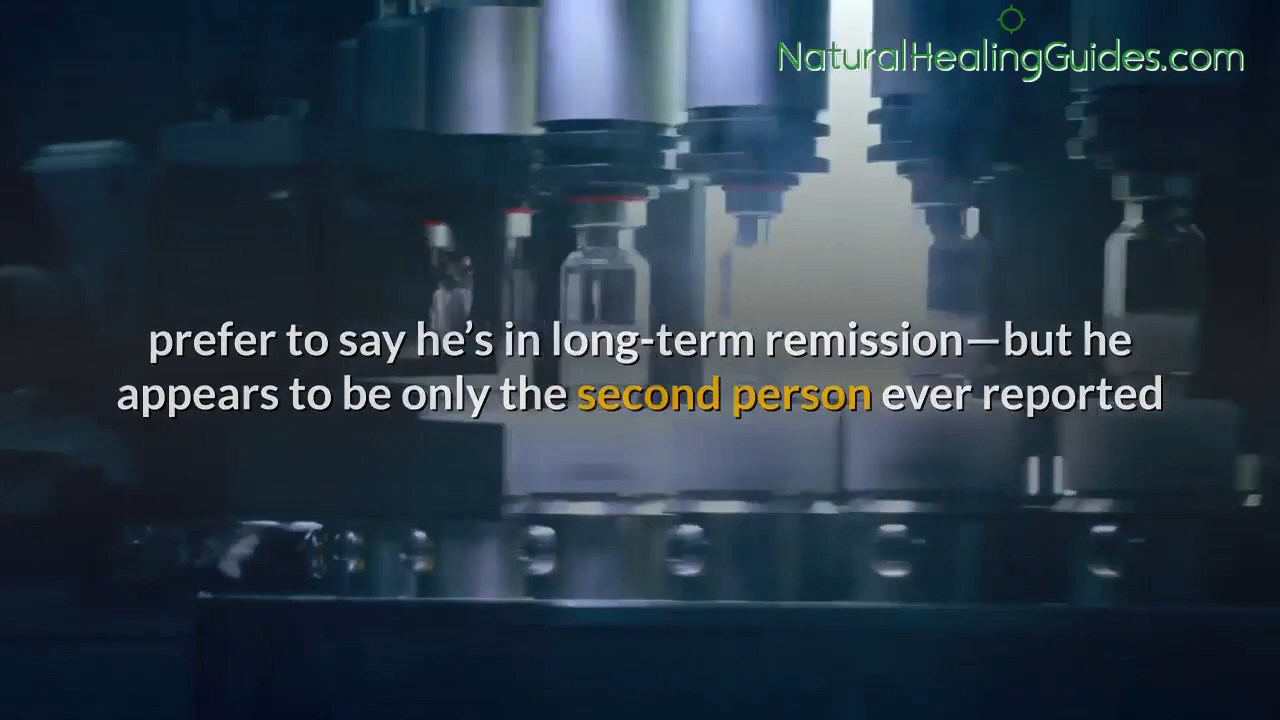 NaturalHealingGuides.com
prefer to say he’s in long-term remission—but he
appears to be only the second person ever reported